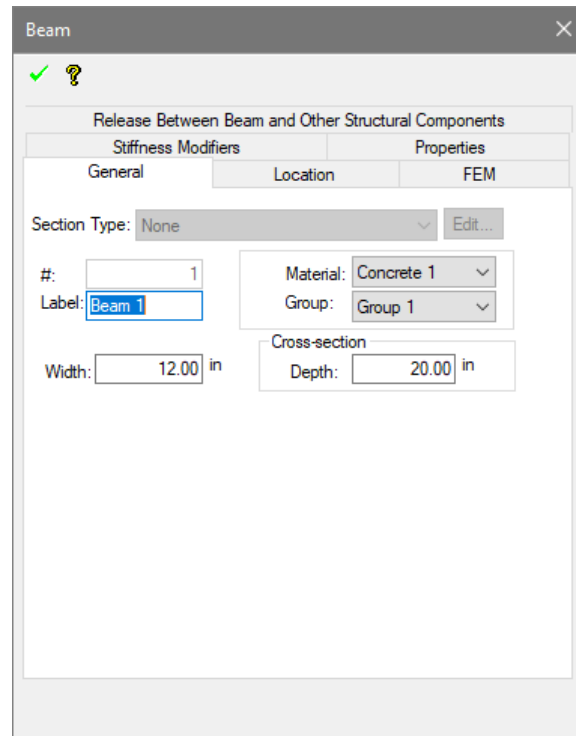 Beam
Release Between Beam and Other Structural Components
Stiffness Modifiers Properties
General Location FEM
Section Type: None Edit...
#: 1 Material: Concrete 1
Label: Beam 1 Group: Group 1
Cross-section
Width: 12.00 in Depth: 20.00 in